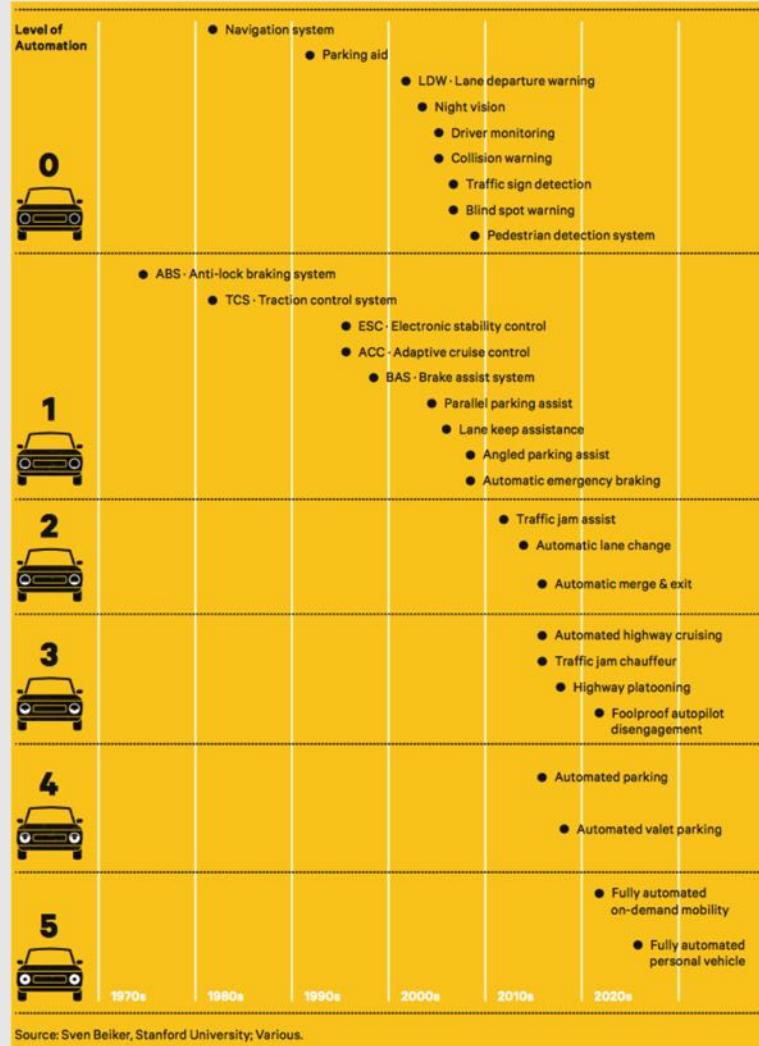 Level of
Automation
Navigation system
Parking aid
LDW · Lane departure warning
Night vision
Driver monitoring
Collision warning
0
Traffic sign detection
Blind spot warning
Pedestrian detection system
ABS · Anti-lock braking system
TCS · Traction control system
ESC · Electronic stability control
ACC · Adaptive cruise control
BAS · Brake assist system
1
Parallel parking assist
Lane keep assistance
Angled parking assist
Automatic emergency braking
2
Traffic jam assist
Automatic lane change
Automatic merge & exit
3
Automated highway cruising
Traffic jam chauffeur
Highway platooning
Foolproof autopilot
disengagement
4
Automated parking
Automated valet parking
5
Fully automated
on-demand mobility
Fully automated
personal vehicle
1970s 1980s 1990s 2000s 2010s 2020s
Source: Sven Beiker, Stanford University; Various.